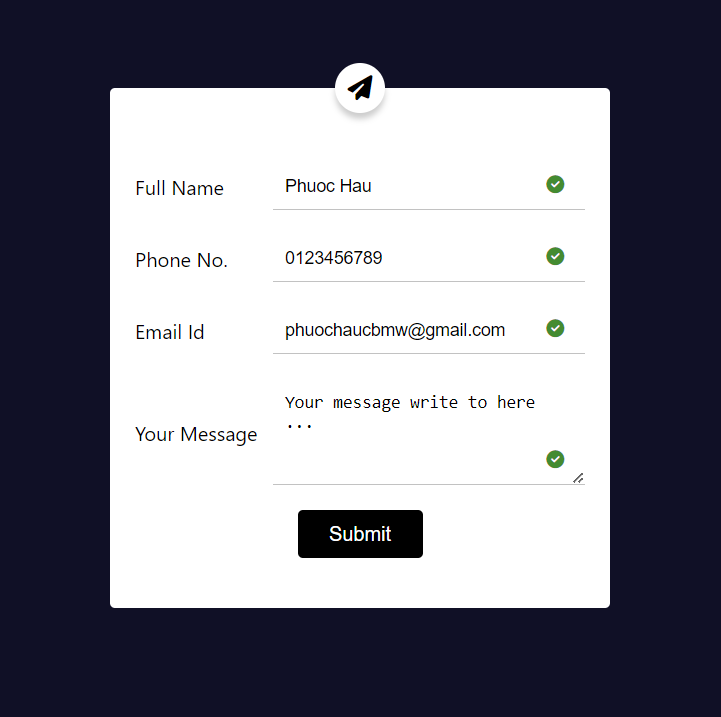 Full Name Phuoc Hau
Phone No. 0123456789
Email Id phuochaucbmw@gmail.com
Your Message Your message write to here
...
Submit